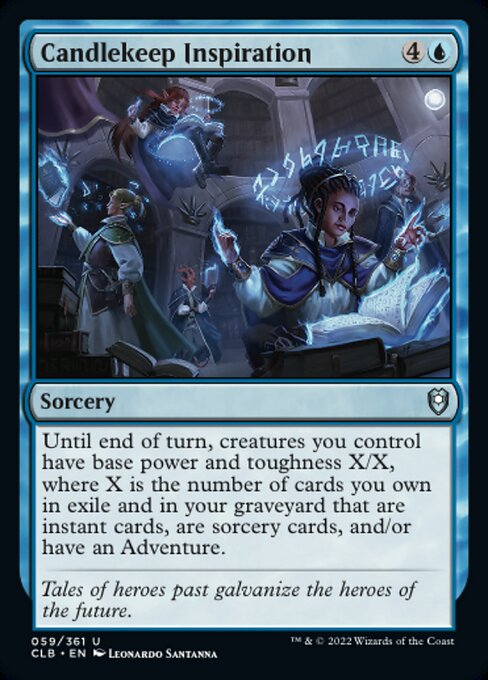 Candlekeep Inspiration 4
Sorcery
Until end of turn, creatures you control
have base power and toughness X/X,
where X is the number of cards you own
in exile and in your graveyard that are
instant cards, are sorcery cards, and/or
have an Adventure.
Tales of heroes past galvanize the heroes of
the future.
059/361 U
CLB • EN LEONARDO SANTANNA
™ & © 2022 Wizards of the Coast